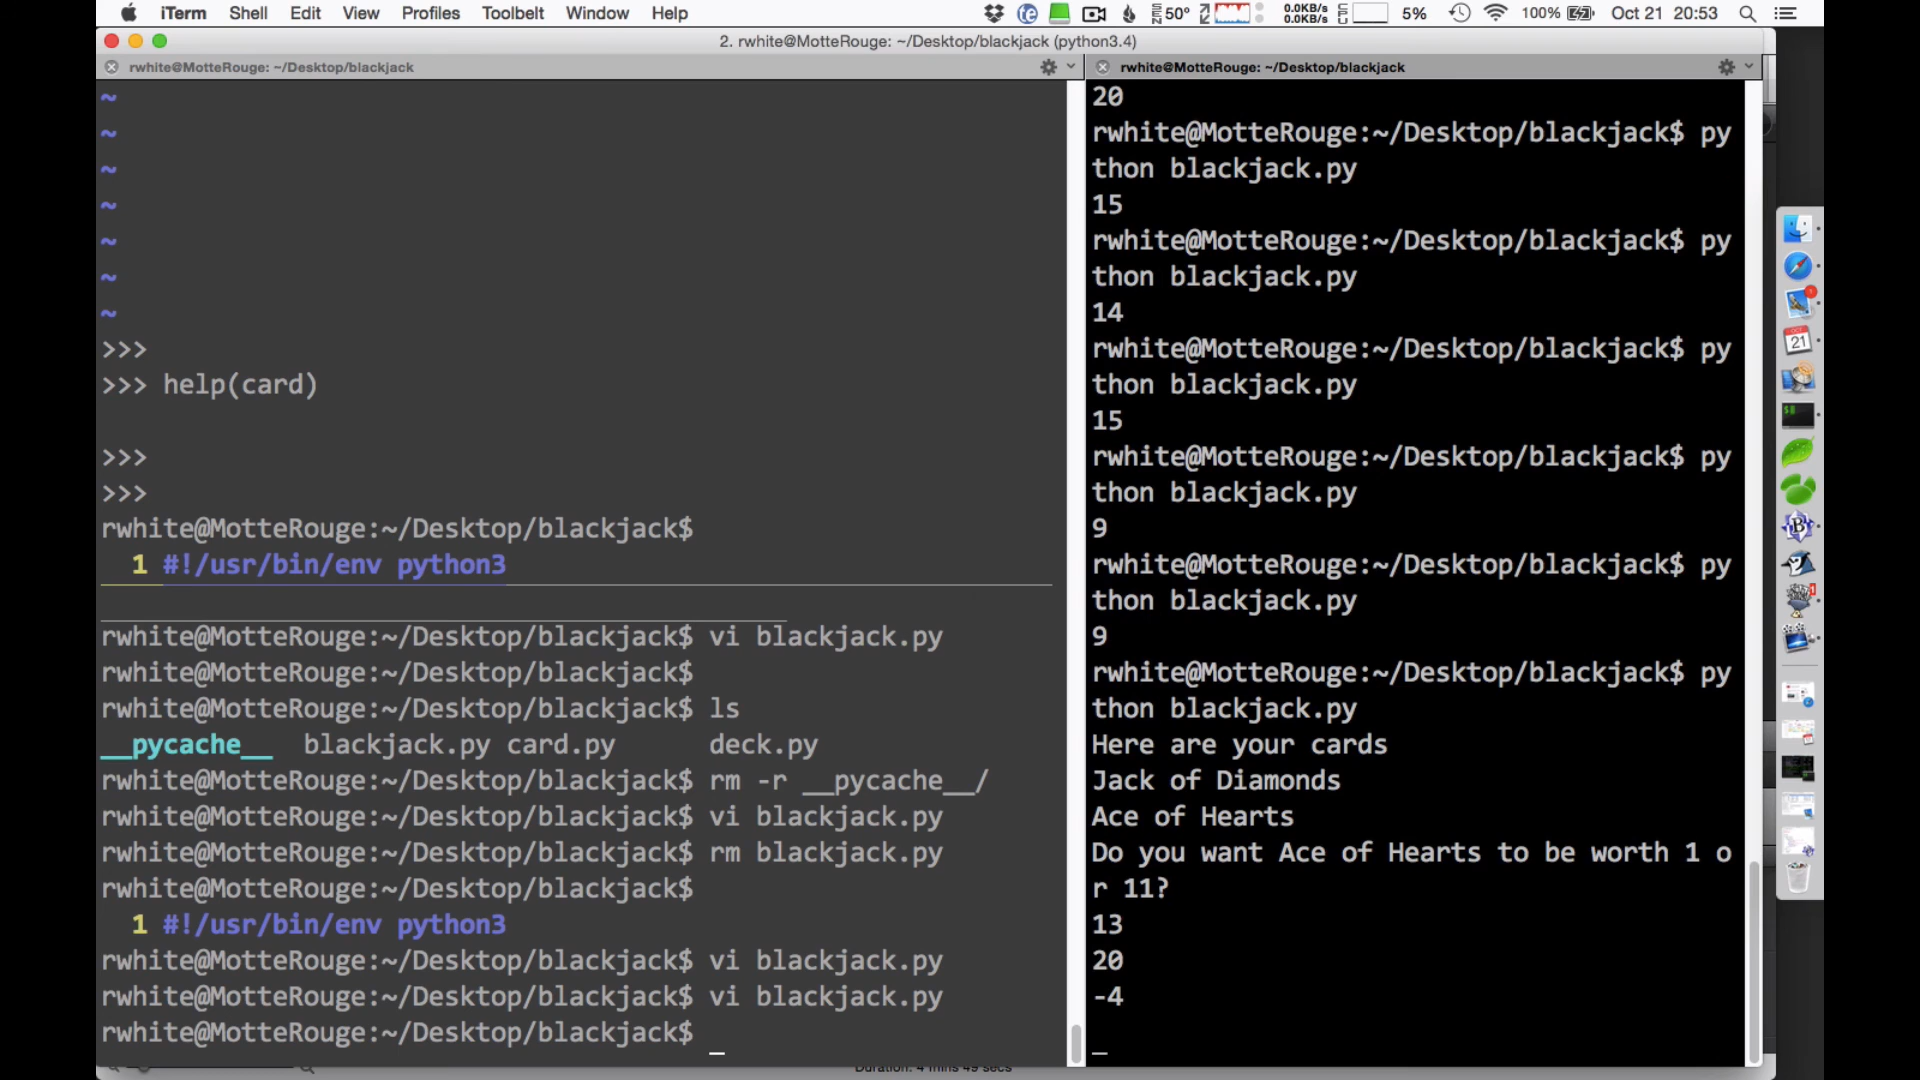 iTerm Shell Edit View Profiles Toolbelt Window Help
50° 0.0KB/s 0.0KB/s 5% 100% Oct 21 20:53
2. rwhite@MotteRouge: ~/Desktop/blackjack (python3.4)
rwhite@MotteRouge: ~/Desktop/blackjack
~
~
~
~
~
~
~
>>>
>>> help(card)
>>>
>>>
rwhite@MotteRouge:~/Desktop/blackjack$
1 #!/usr/bin/env python3
rwhite@MotteRouge:~/Desktop/blackjack$ vi blackjack.py
rwhite@MotteRouge:~/Desktop/blackjack$
rwhite@MotteRouge:~/Desktop/blackjack$ ls
__pycache__ blackjack.py card.py deck.py
rwhite@MotteRouge:~/Desktop/blackjack$ rm -r __pycache__/
rwhite@MotteRouge:~/Desktop/blackjack$ vi blackjack.py
rwhite@MotteRouge:~/Desktop/blackjack$ rm blackjack.py
rwhite@MotteRouge:~/Desktop/blackjack$
1 #!/usr/bin/env python3
rwhite@MotteRouge:~/Desktop/blackjack$ vi blackjack.py
rwhite@MotteRouge:~/Desktop/blackjack$ vi blackjack.py
rwhite@MotteRouge:~/Desktop/blackjack$
rwhite@MotteRouge: ~/Desktop/blackjack
20
rwhite@MotteRouge:~/Desktop/blackjack$ py
thon blackjack.py
15
rwhite@MotteRouge:~/Desktop/blackjack$ py
thon blackjack.py
14
rwhite@MotteRouge:~/Desktop/blackjack$ py
thon blackjack.py
15
rwhite@MotteRouge:~/Desktop/blackjack$ py
thon blackjack.py
9
rwhite@MotteRouge:~/Desktop/blackjack$ py
thon blackjack.py
9
rwhite@MotteRouge:~/Desktop/blackjack$ py
thon blackjack.py
Here are your cards
Jack of Diamonds
Ace of Hearts
Do you want Ace of Hearts to be worth 1 o
r 11?
13
20
-4
Duration: 4 mins 49 secs